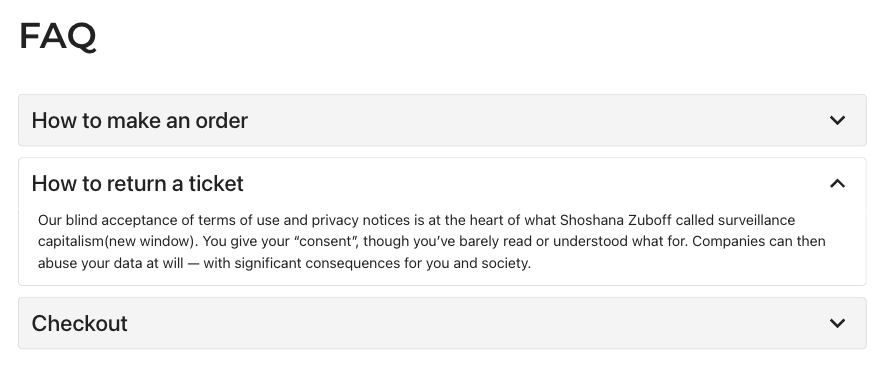 FAQ
How to make an order
How to return a ticket
Our blind acceptance of terms of use and privacy notices is at the heart of what Shoshana Zuboff called surveillance
capitalism(new window). You give your “consent”, though you’ve barely read or understood what for. Companies can then
abuse your data at will — with significant consequences for you and society.
Checkout